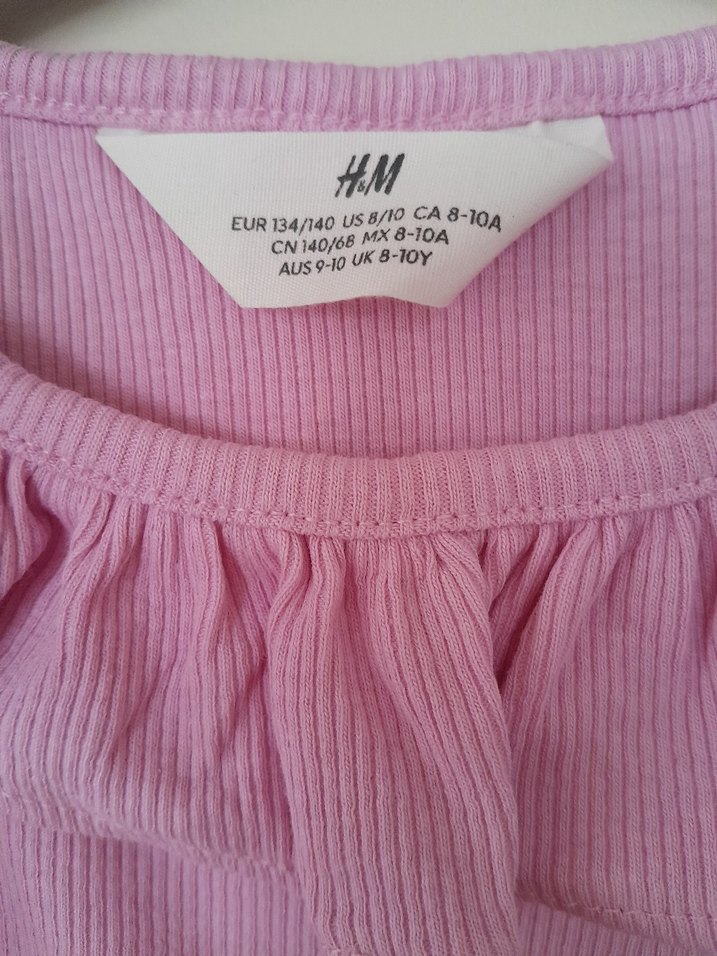 H&M
EUR 134/140 US 8/10 CA 8-10A
CN 140/68 MX 8-10A
AUS 9-10 UK 8-10Y